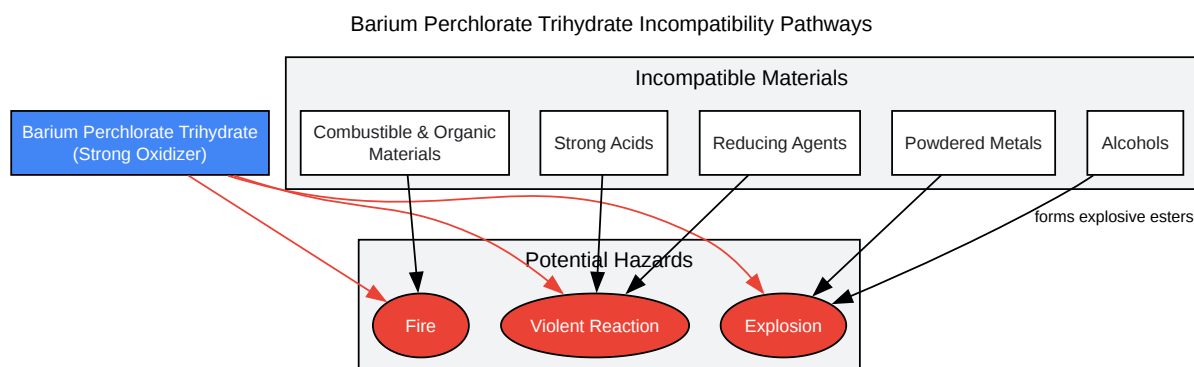 Barium Perchlorate Trihydrate Incompatibility Pathways
Incompatible Materials
Barium Perchlorate Trihydrate
(Strong Oxidizer)
Combustible & Organic
Materials
Strong Acids
Reducing Agents
Powdered Metals
Alcohols
forms explosive esters
Potential Hazards
Fire
Violent Reaction
Explosion